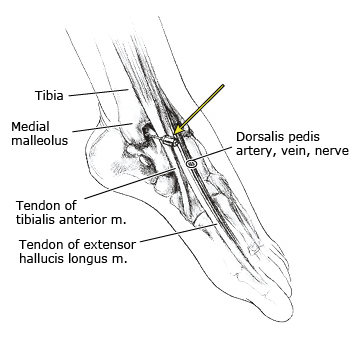 Tibia
Medial
malleolus
Dorsalis pedis
artery, vein, nerve
Tendon of
tibialis anterior m.
Tendon of extensor
hallucis longus m.